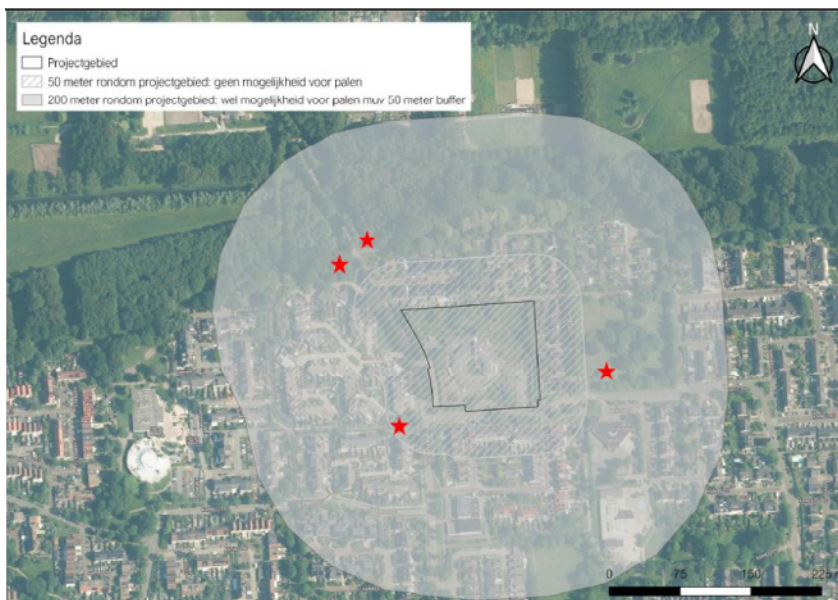 Legenda
N
Projectgebied
50 meter rondom projectgebied: geen mogelijkheid voor palen
200 meter rondom projectgebied: wel mogelijkheid voor palen muv 50 meter buffer
0 75 150 225 m